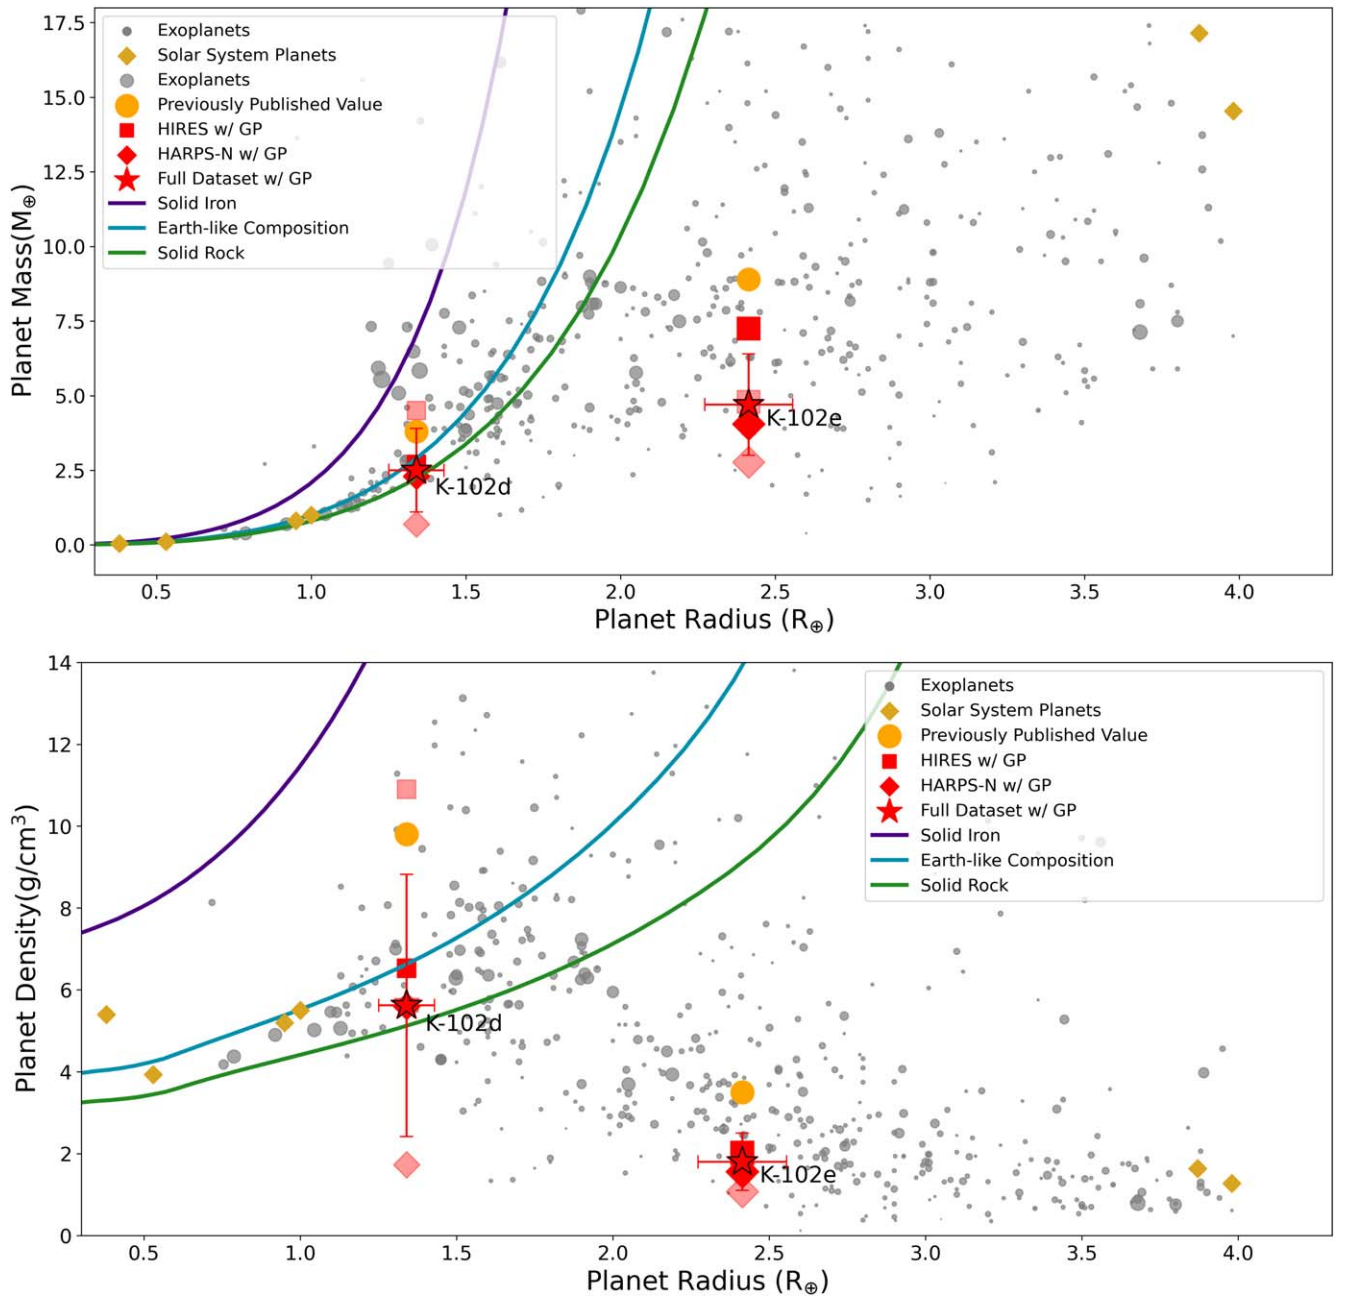 17.5
15.0
12.5
10.0
7.5
5.0
2.5
0.0
Planet Mass(M⊕)
Exoplanets
Solar System Planets
Exoplanets
Previously Published Value
HIRES w/ GP
HARPS-N w/ GP
Full Dataset w/ GP
Solid Iron
Earth-like Composition
Solid Rock
K-102d
K-102e
0.5 1.0 1.5 2.0 2.5 3.0 3.5 4.0
Planet Radius (R⊕)
14
12
10
8
6
4
2
0
Planet Density(g/cm³)
Exoplanets
Solar System Planets
Previously Published Value
HIRES w/ GP
HARPS-N w/ GP
Full Dataset w/ GP
Solid Iron
Earth-like Composition
Solid Rock
K-102d
K-102e
0.5 1.0 1.5 2.0 2.5 3.0 3.5 4.0
Planet Radius (R⊕)